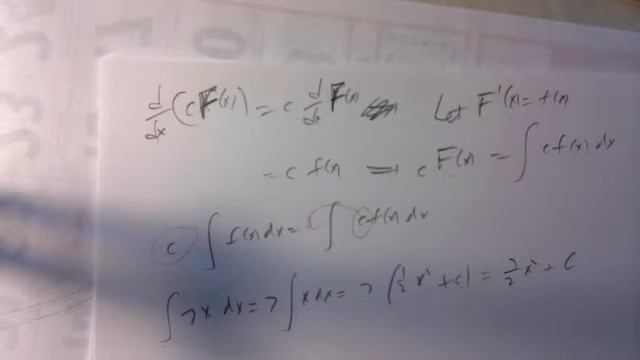 d/dx (cF(x)) = c d/dx F(x) Let F'(x) = f(x)
= c f(x) ⟹ c F(x) = ∫ c f(x) dx
c ∫ f(x) dx = ∫ c f(x) dx
∫ 7x dx = 7 ∫ x dx = 7 (1/2 x² + c) = 7/2 x² + C